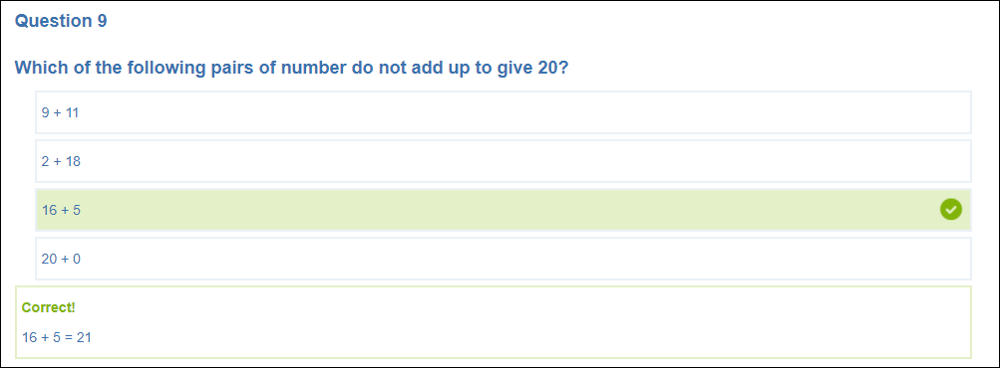 Question 9
Which of the following pairs of number do not add up to give 20?
9 + 11
2 + 18
16 + 5
20 + 0
Correct!
16 + 5 = 21